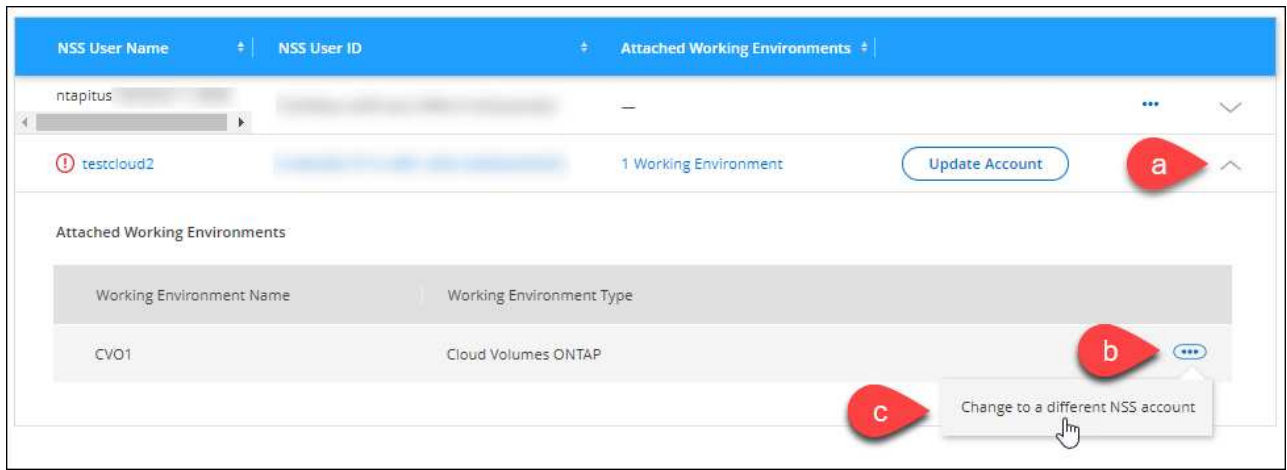 NSS User Name NSS User ID Attached Working Environments
ntapitus —
testcloud2 1 Working Environment Update Account a
Attached Working Environments
Working Environment Name Working Environment Type
CVO1 Cloud Volumes ONTAP b
c Change to a different NSS account